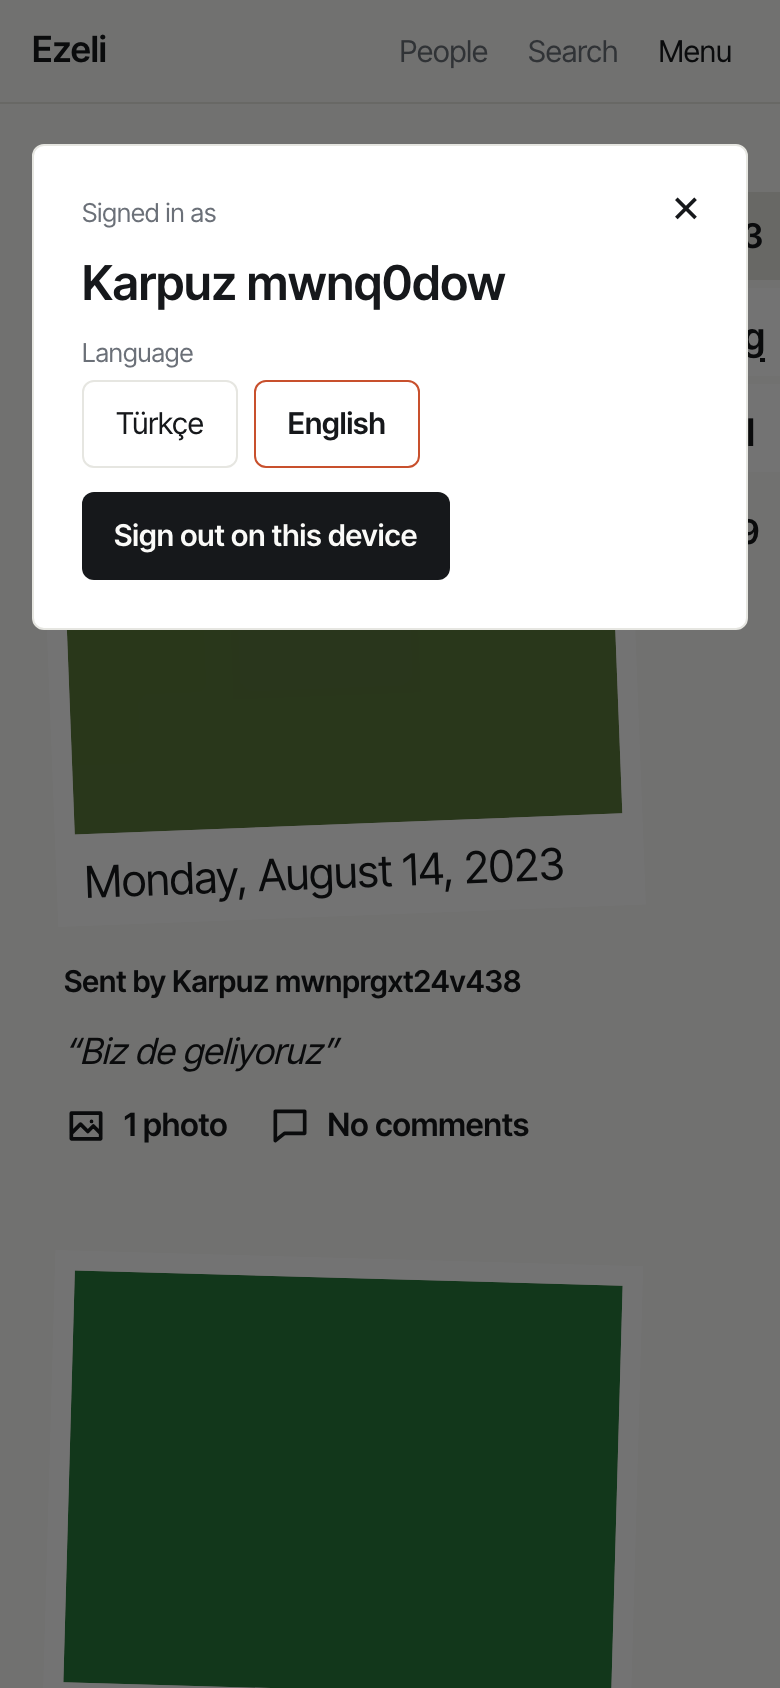 Ezeli
People Search Menu
Signed in as
Karpuz mwnq0dow
Language
Türkçe English
Sign out on this device
Monday, August 14, 2023
Sent by Karpuz mwnprgxt24v438
“Biz de geliyoruz”
1 photo No comments